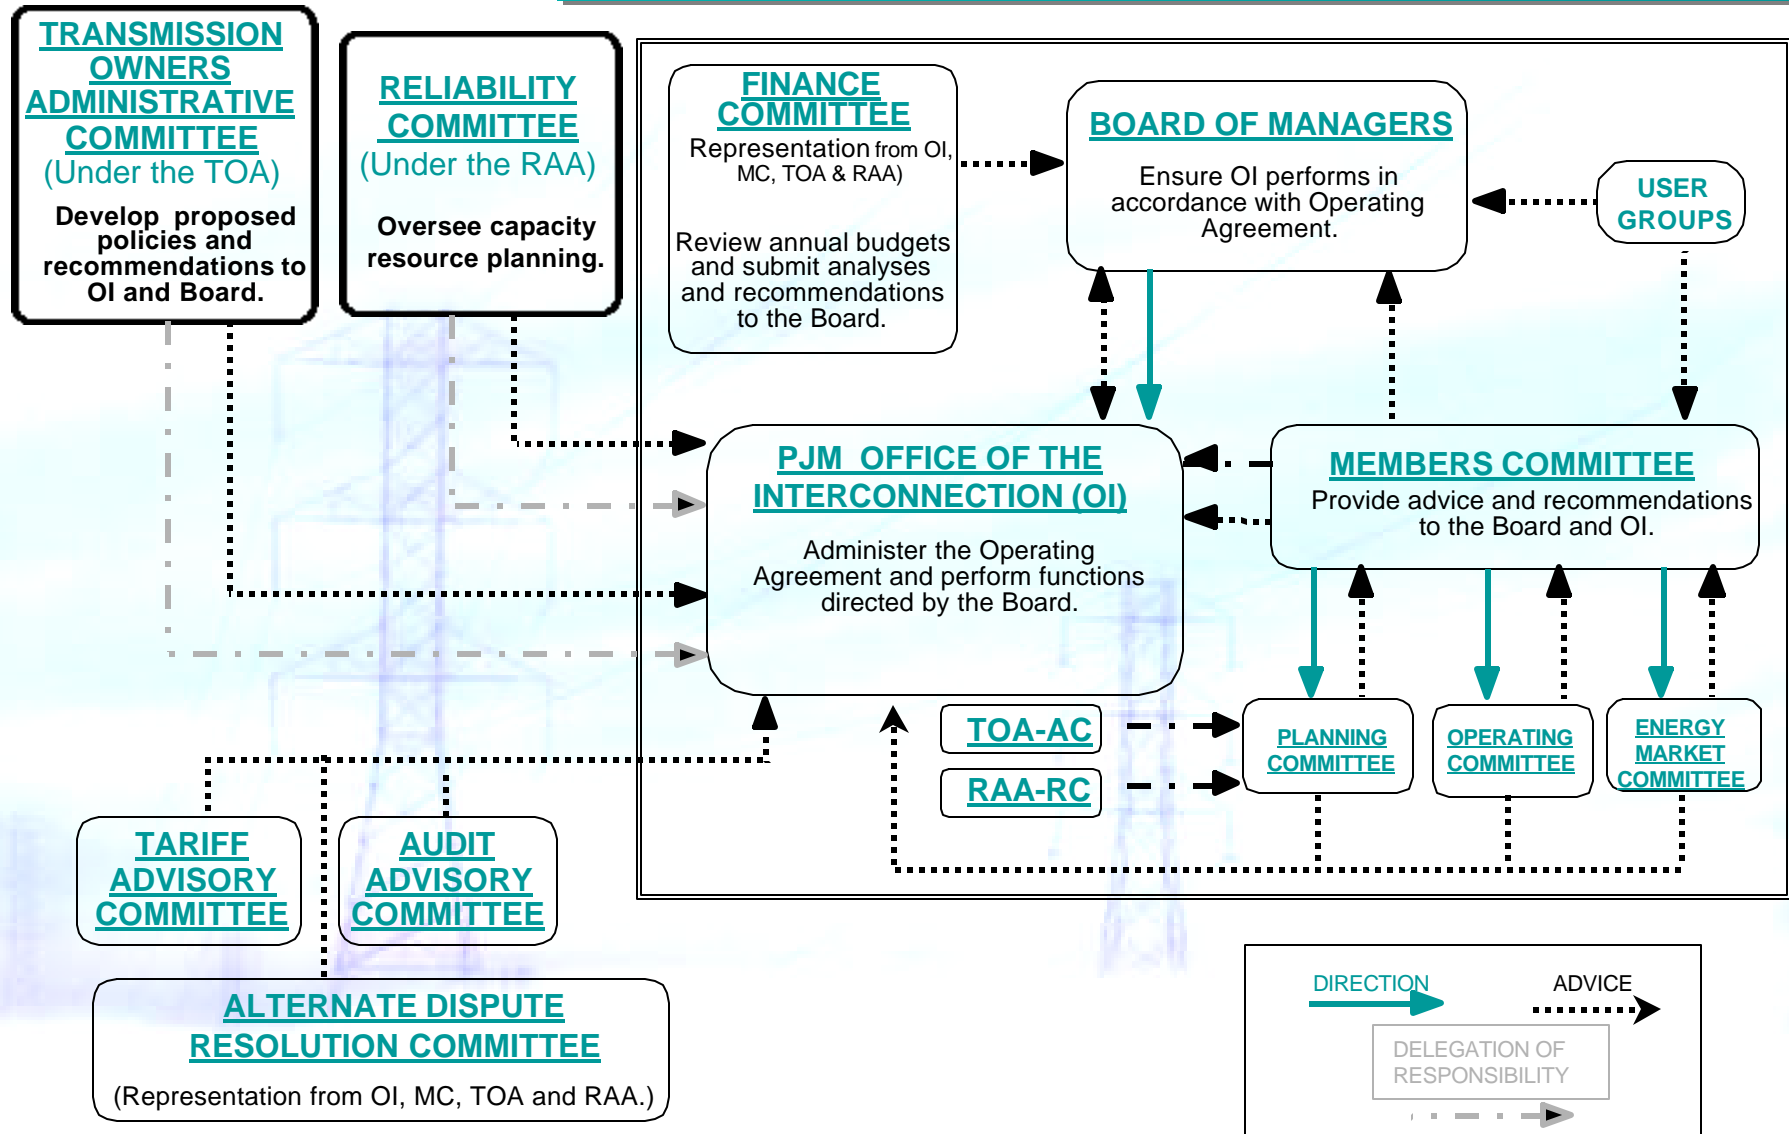 TRANSMISSION
OWNERS
ADMINISTRATIVE
COMMITTEE
(Under the TOA)
Develop proposed
policies and
recommendations to
OI and Board.
RELIABILITY
COMMITTEE
(Under the RAA)
Oversee capacity
resource planning.
FINANCE
COMMITTEE
Representation from OI,
MC, TOA & RAA)
Review annual budgets
and submit analyses
and recommendations
to the Board.
BOARD OF MANAGERS
Ensure OI performs in
accordance with Operating
Agreement.
USER
GROUPS
PJM OFFICE OF THE
INTERCONNECTION (OI)
Administer the Operating
Agreement and perform functions
directed by the Board.
MEMBERS COMMITTEE
Provide advice and recommendations
to the Board and OI.
TOA-AC
RAA-RC
PLANNING
COMMITTEE
OPERATING
COMMITTEE
ENERGY
MARKET
COMMITTEE
TARIFF
ADVISORY
COMMITTEE
AUDIT
ADVISORY
COMMITTEE
ALTERNATE DISPUTE
RESOLUTION COMMITTEE
(Representation from OI, MC, TOA and RAA.)
DIRECTION
ADVICE
DELEGATION OF
RESPONSIBILITY